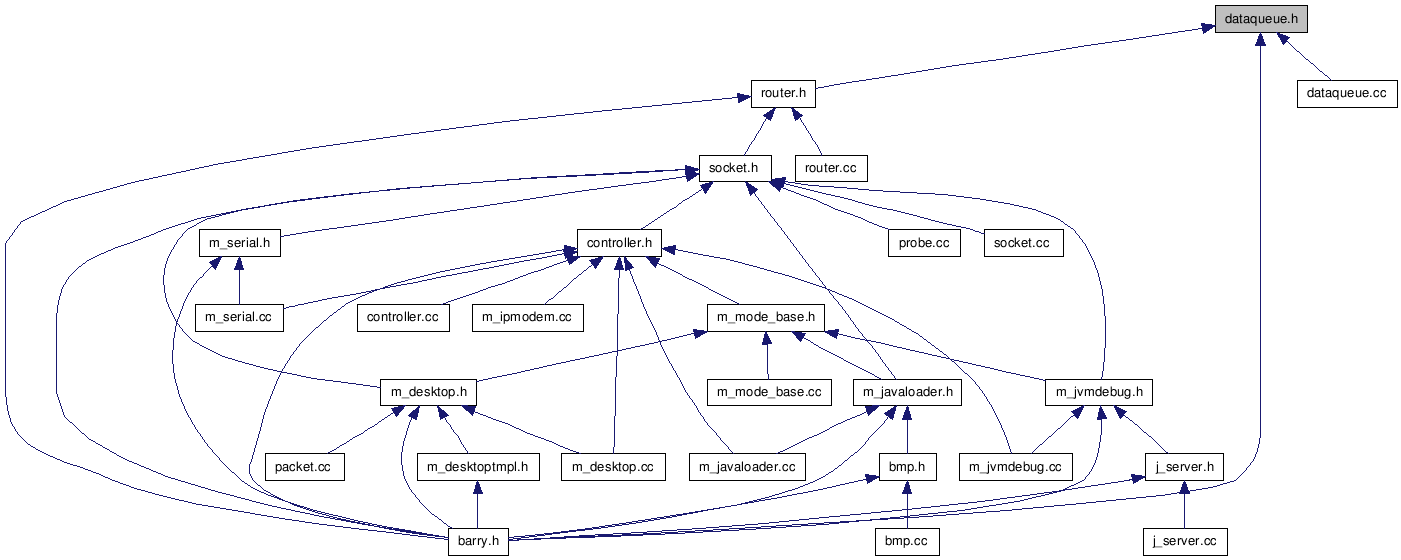 dataqueue.h
router.h
dataqueue.cc
socket.h
router.cc
m_serial.h
controller.h
probe.cc
socket.cc
m_serial.cc
controller.cc
m_ipmodem.cc
m_mode_base.h
m_desktop.h
m_mode_base.cc
m_javaloader.h
m_jvmdebug.h
packet.cc
m_desktoptmpl.h
m_desktop.cc
m_javaloader.cc
bmp.h
m_jvmdebug.cc
j_server.h
barry.h
bmp.cc
j_server.cc